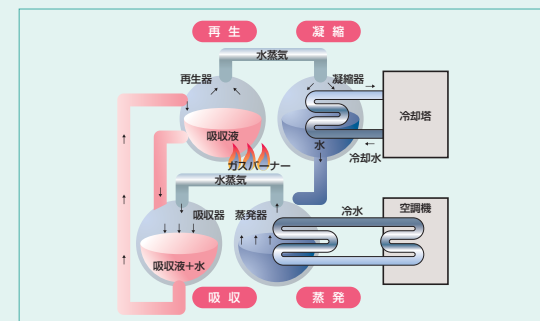 再生
凝縮
水蒸気
再生器
凝縮器
吸収液
水
冷却塔
冷却水
ガスバーナー
水蒸気
吸収器
蒸発器
冷水
空調機
吸収液＋水
吸収
蒸発